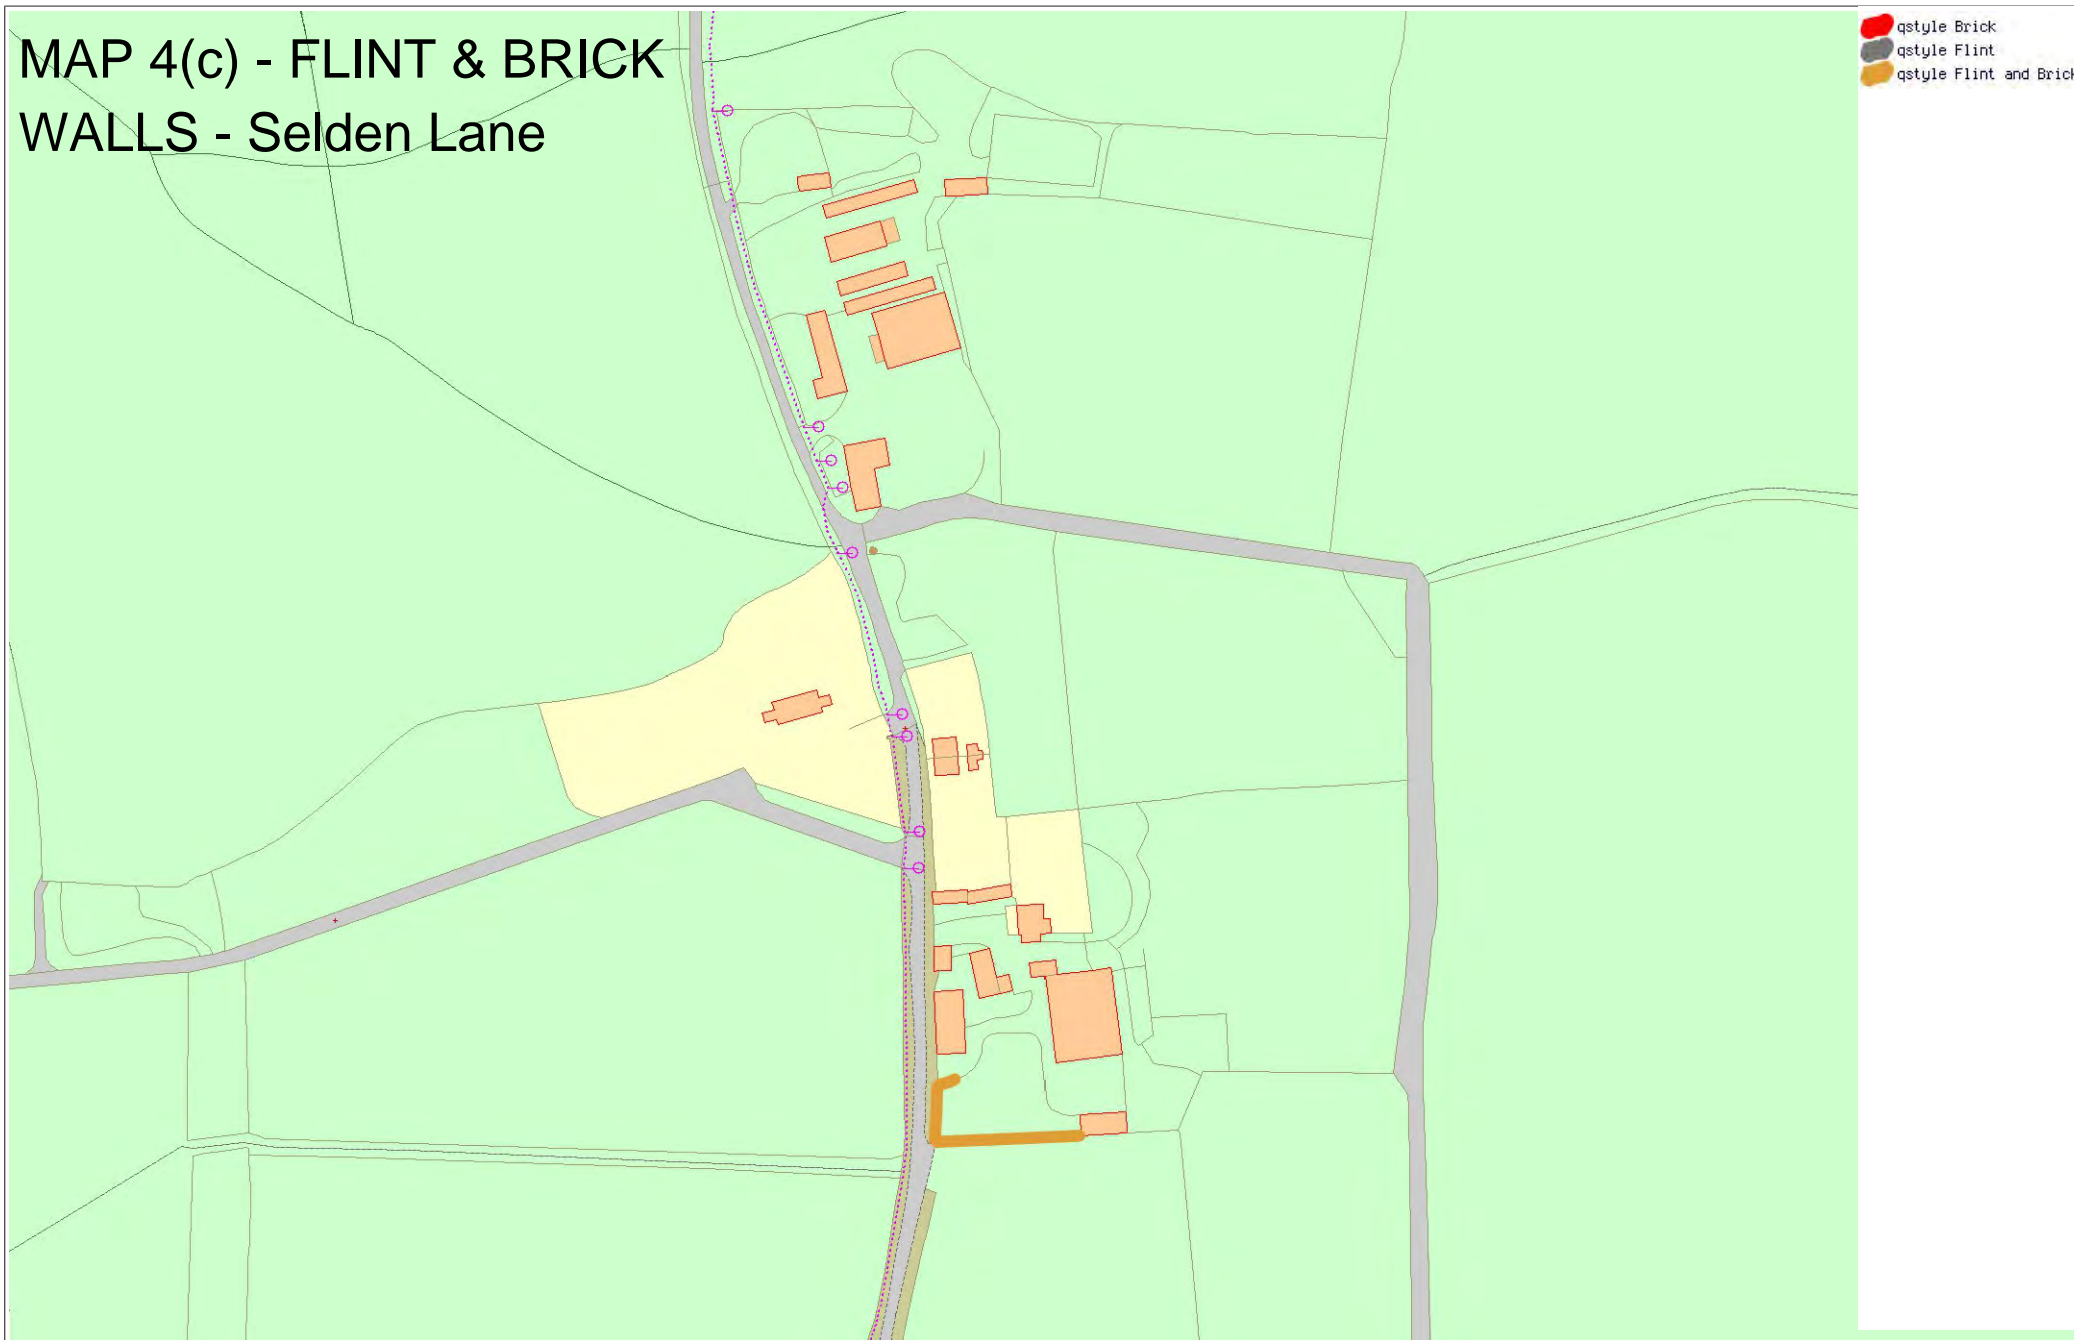 MAP 4(c) - FLINT & BRICK
WALLS - Selden Lane
qstyle Brick
qstyle Flint
qstyle Flint and Brick